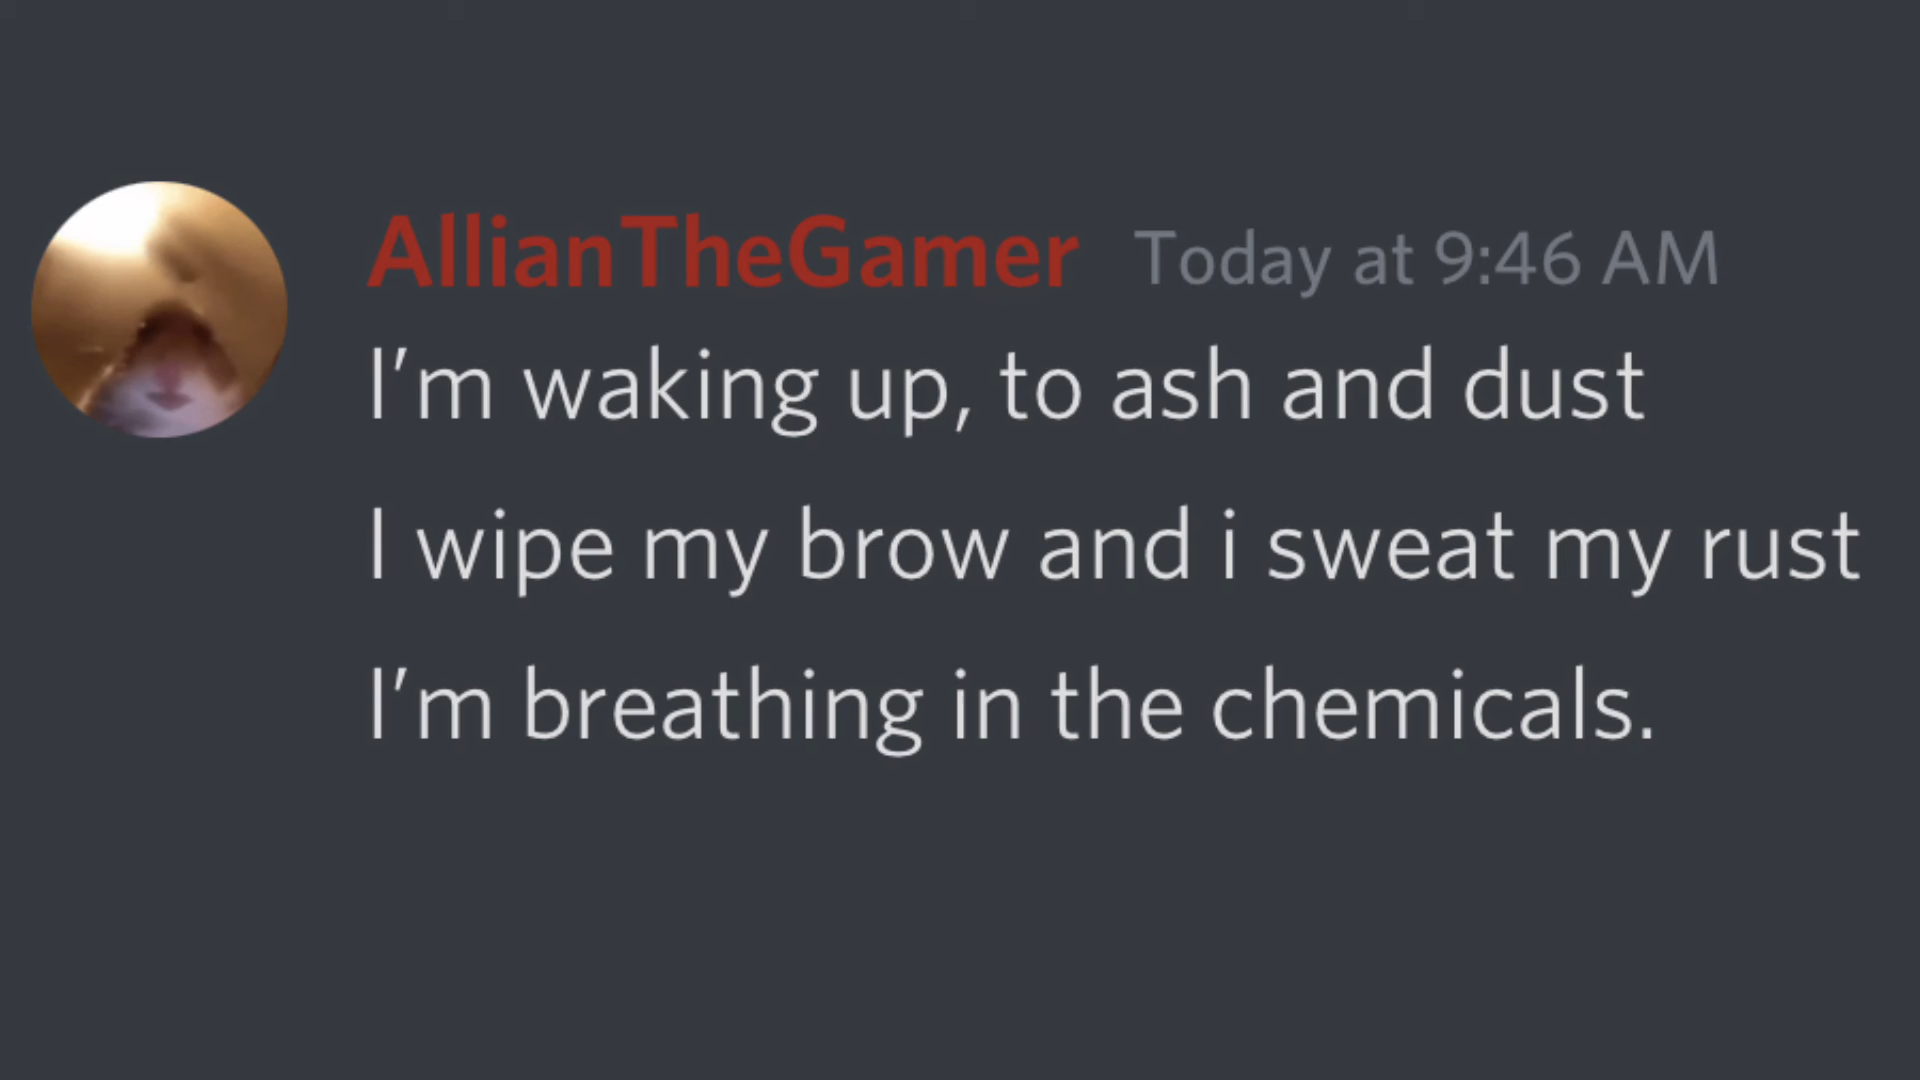 AllianTheGamer Today at 9:46 AM
I’m waking up, to ash and dust
I wipe my brow and i sweat my rust
I’m breathing in the chemicals.